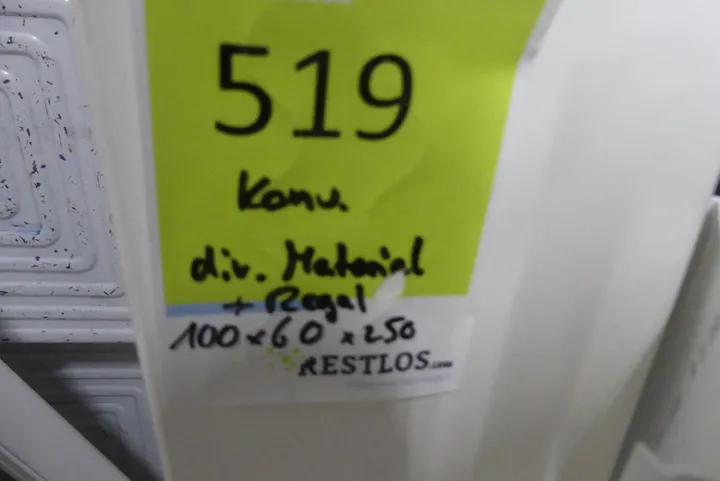 519
Konv.
div. Material
+ Regal
100 x 60 x 250
RESTLOS.com